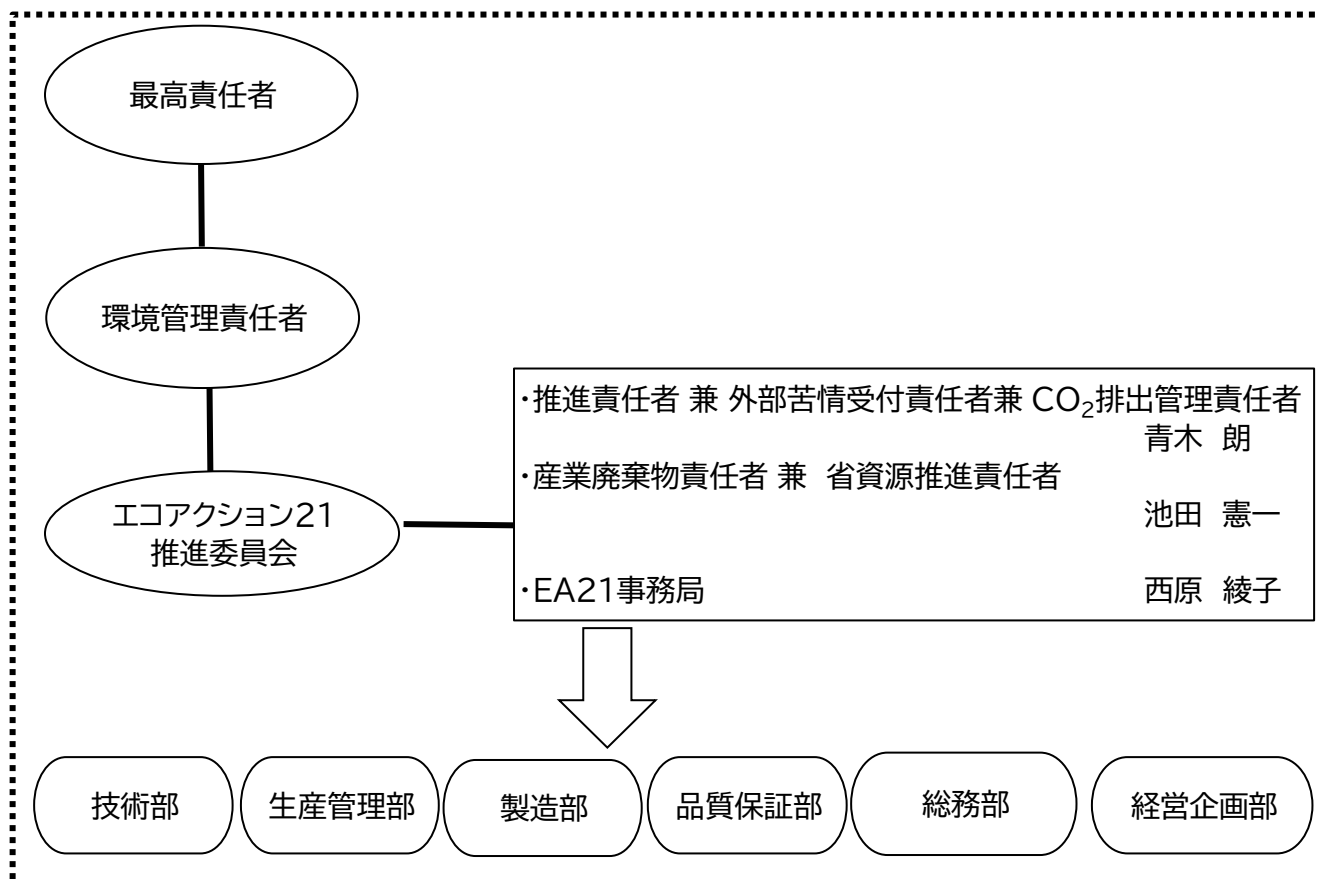 最高責任者
環境管理責任者
エコアクション21
推進委員会
・推進責任者 兼 外部苦情受付責任者兼 CO₂排出管理責任者
青木 朗
・産業廃棄物責任者 兼 省資源推進責任者
池田 憲一
・EA21事務局 西原 綾子
技術部 生産管理部 製造部 品質保証部 総務部 経営企画部